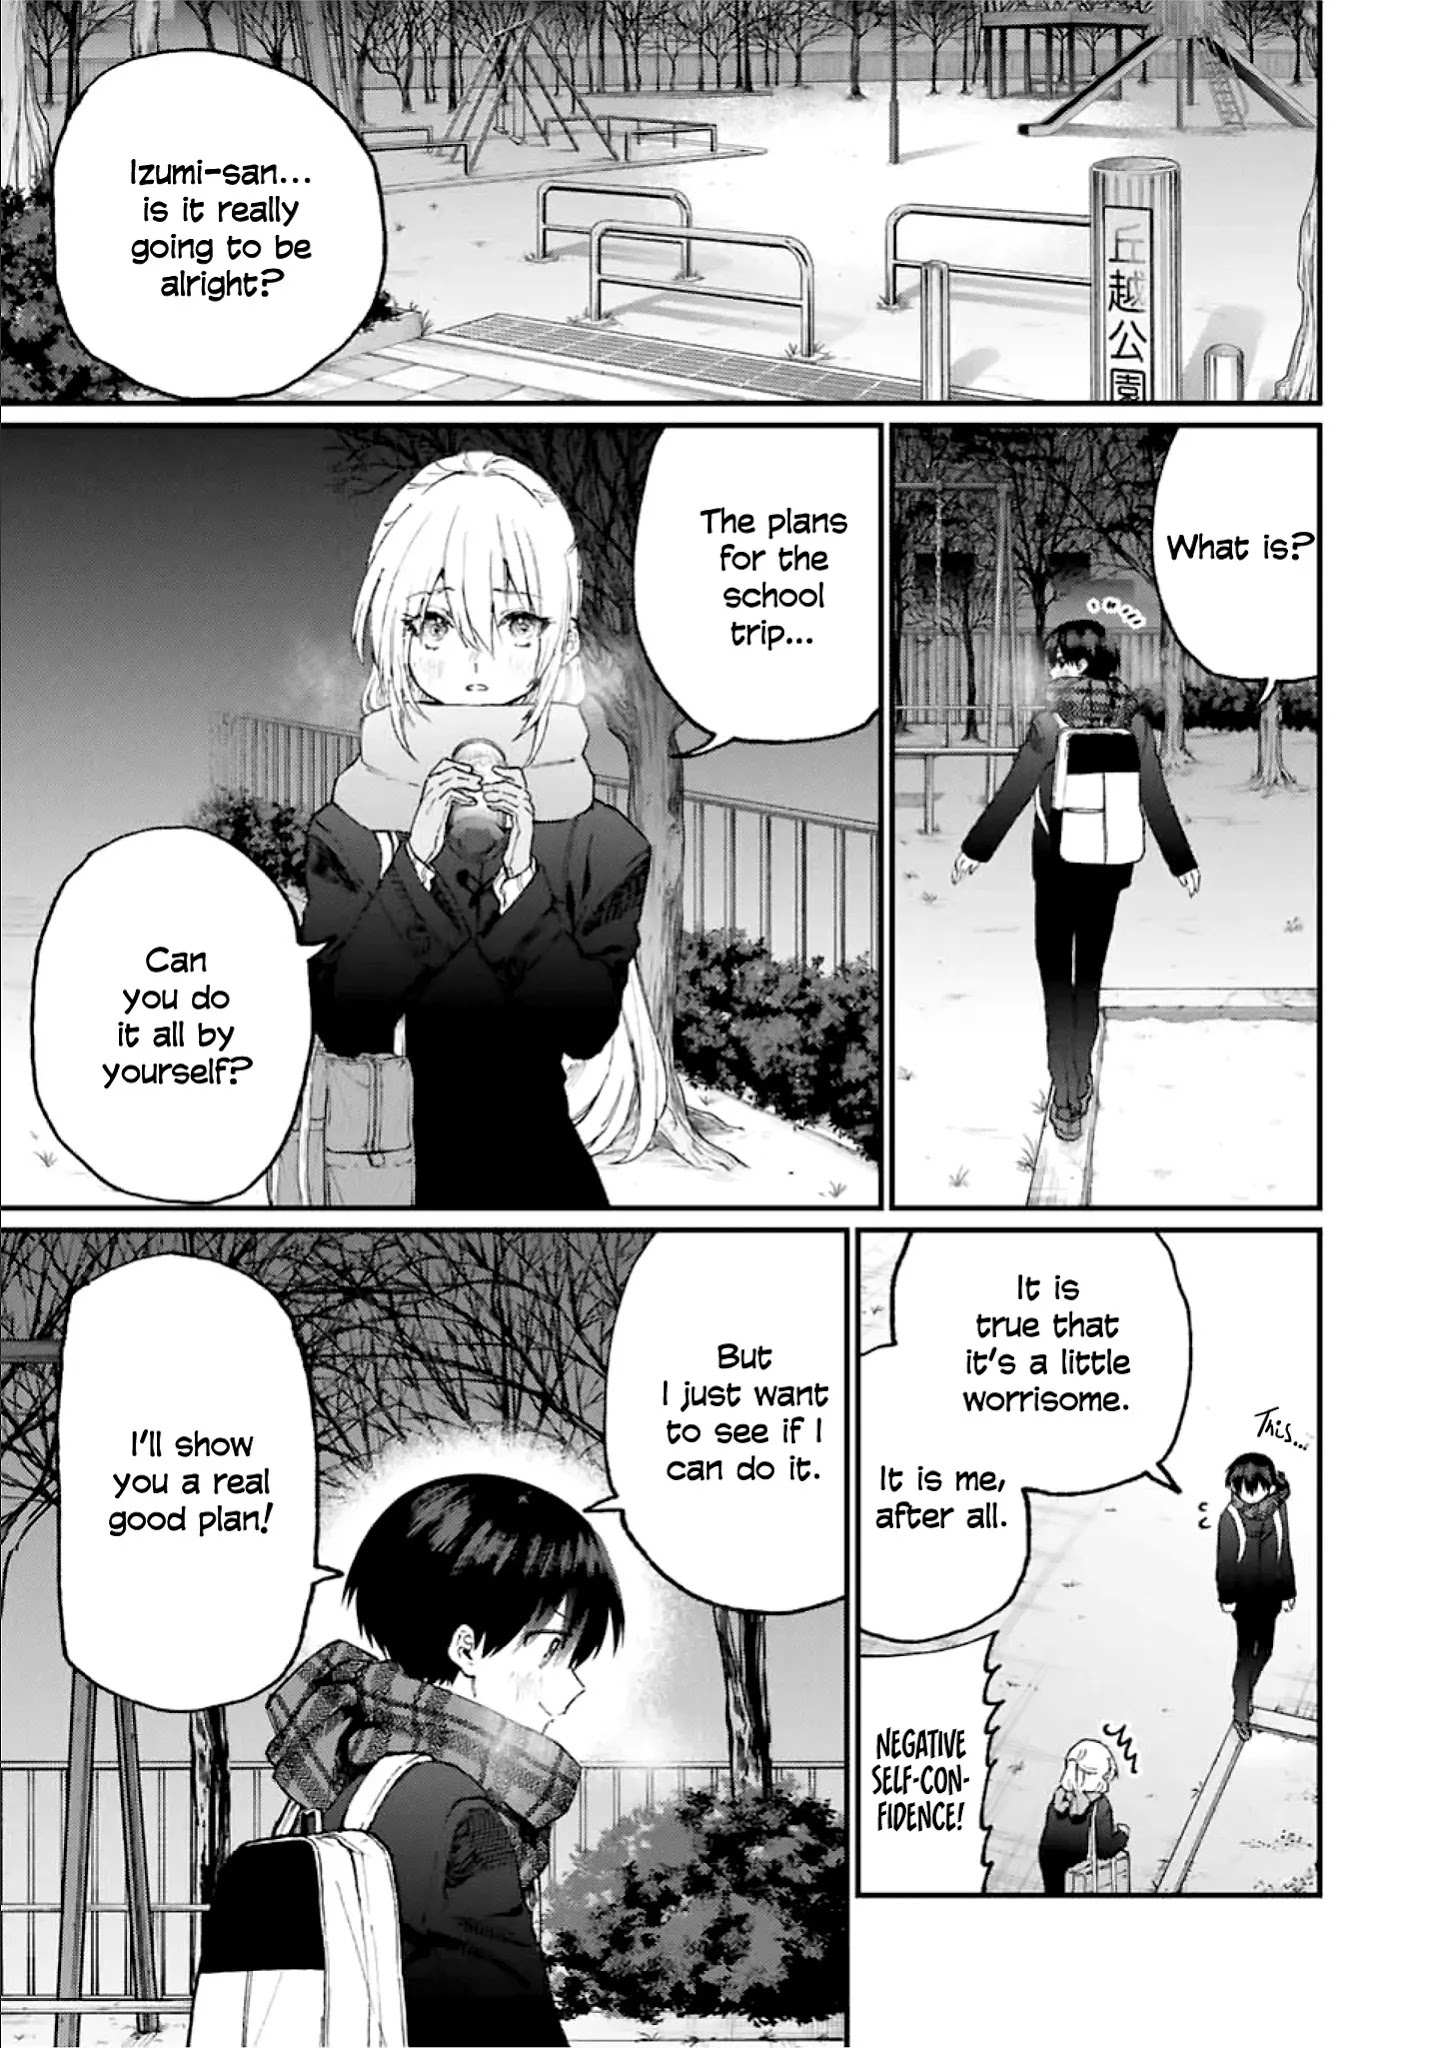 Izumi-san...
is it really
going to be
alright?
丘越公園
What is?
The plans
for the
school
trip...
Can
you do
it all by
yourself?
It is
true that
it's a little
worrisome.
It is me,
after all.
This...
NEGATIVE
SELF-CON-
FIDENCE!
But
I just want
to see if I
can do it.
I'll show
you a real
good plan!